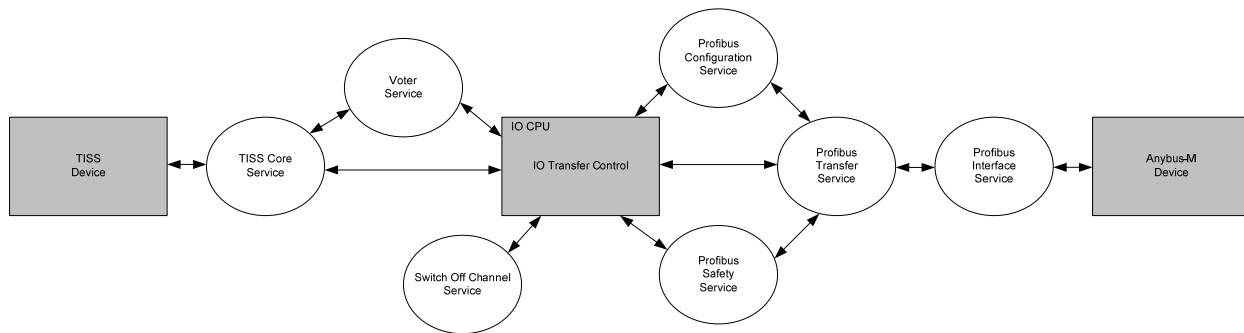 TISS
Device
TISS Core
Service
Voter
Service
IO CPU
IO Transfer Control
Switch Off Channel
Service
Profibus
Configuration
Service
Profibus
Transfer
Service
Profibus
Safety
Service
Profibus
Interface
Service
Anybus-M
Device